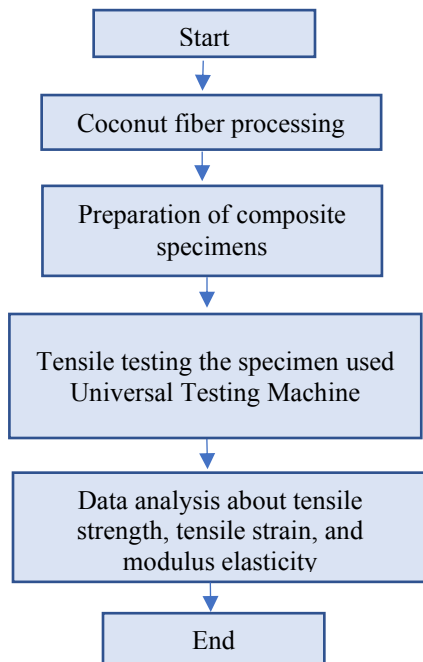 Start
Coconut fiber processing
Preparation of composite
specimens
Tensile testing the specimen used
Universal Testing Machine
Data analysis about tensile
strength, tensile strain, and
modulus elasticity
End